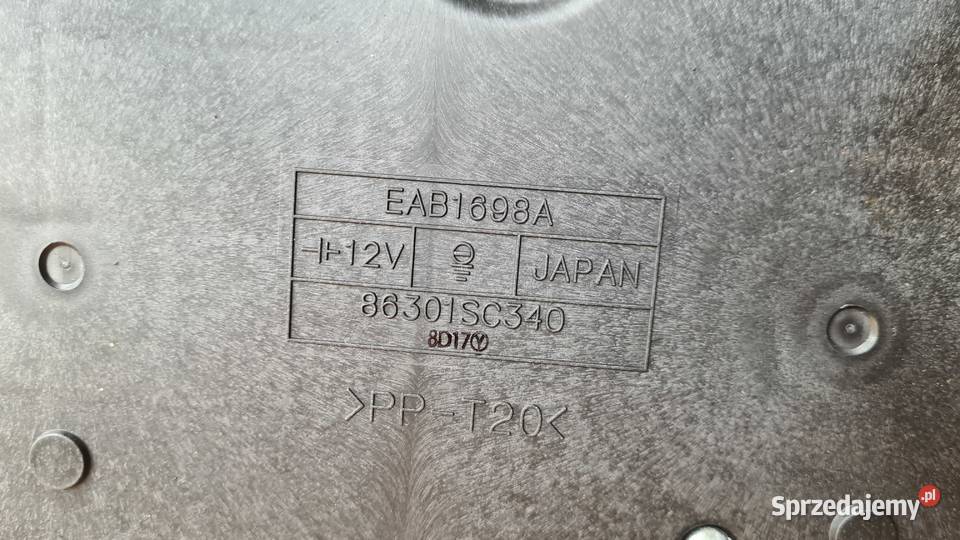 EAB1698A
12V
JAPAN
86301SC340
8D17Ⓨ
>PP-T20<
Sprzedajemy.pl